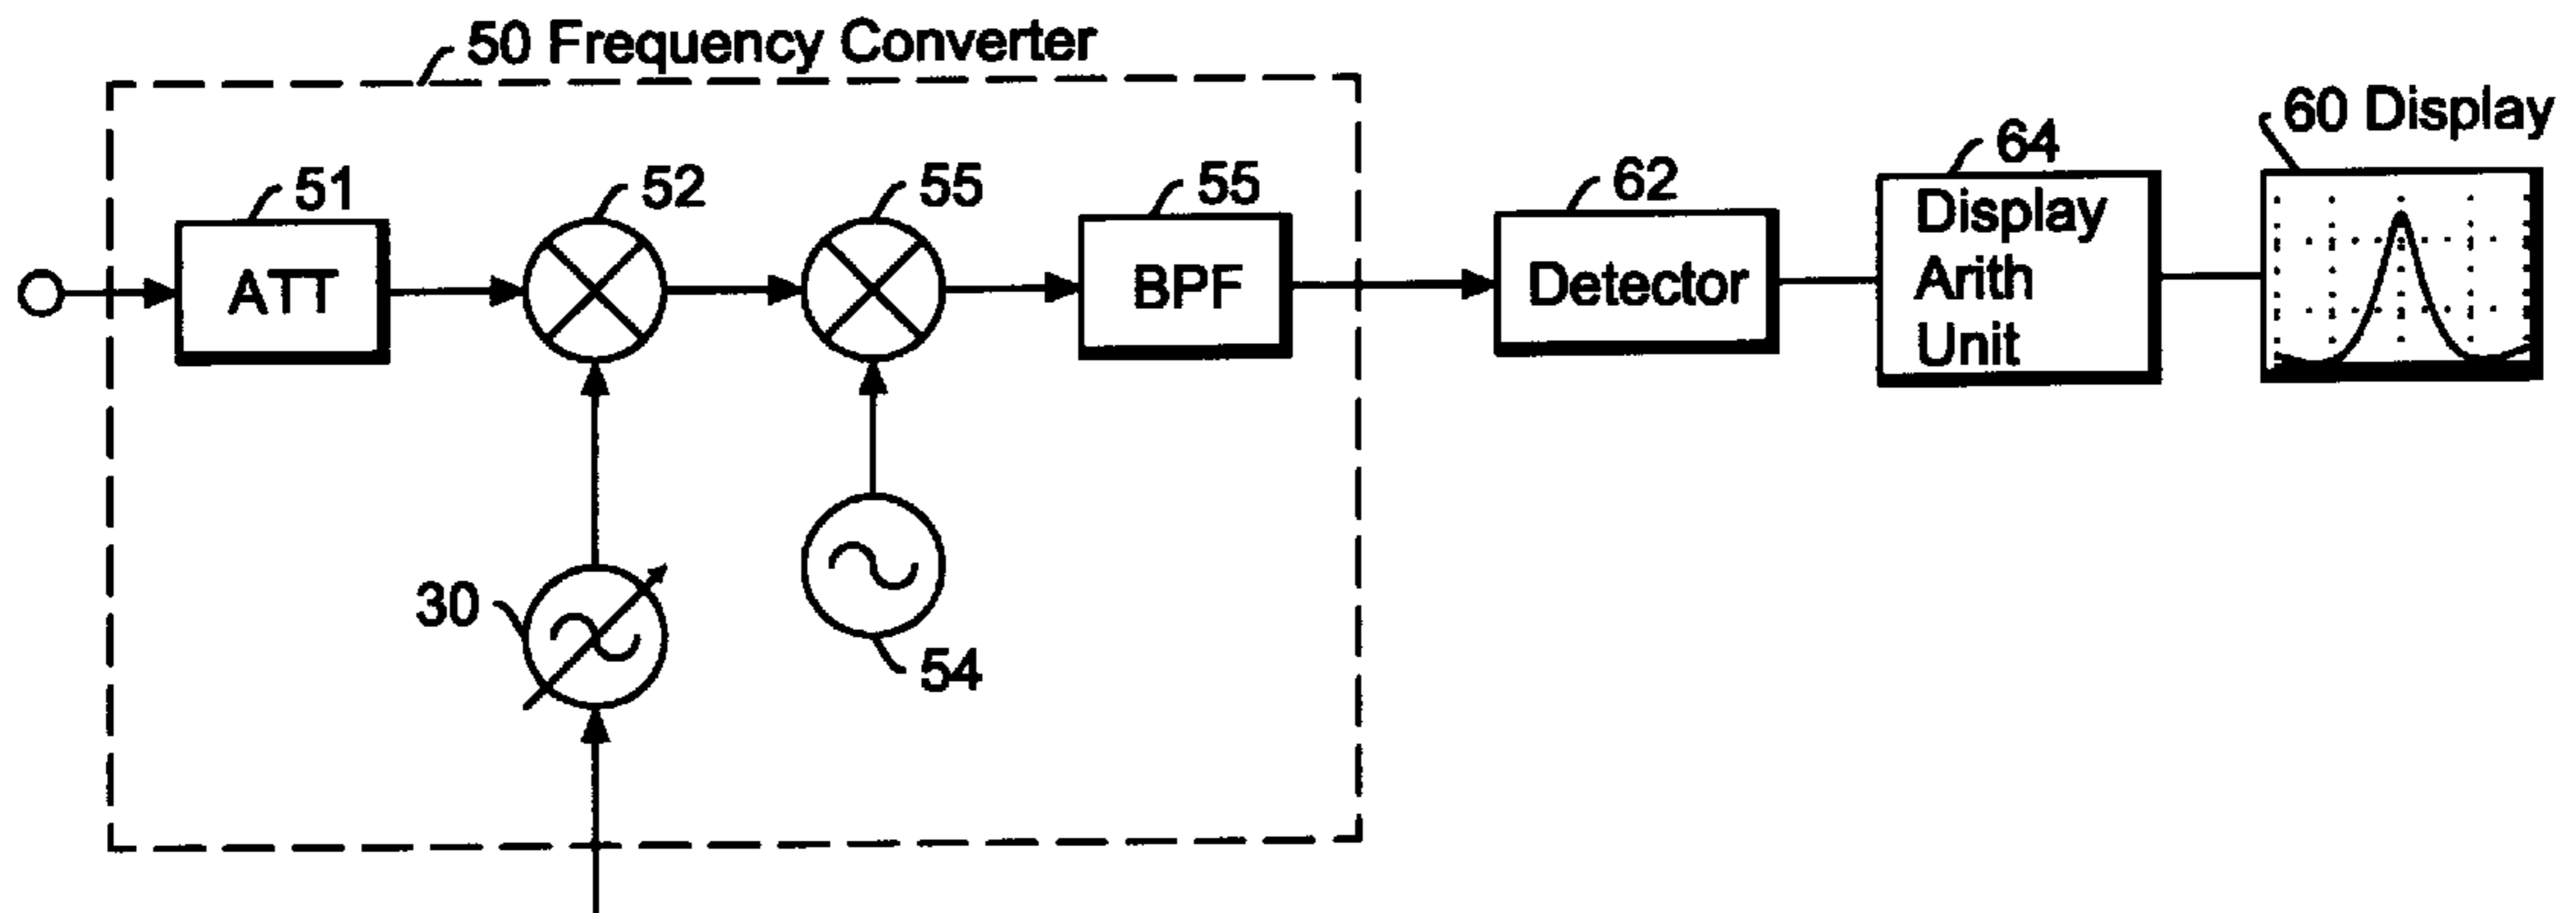 50 Frequency Converter
60 Display
51
52
55
55
62
64
ATT
BPF
Detector
Display
Arith
Unit
30
54